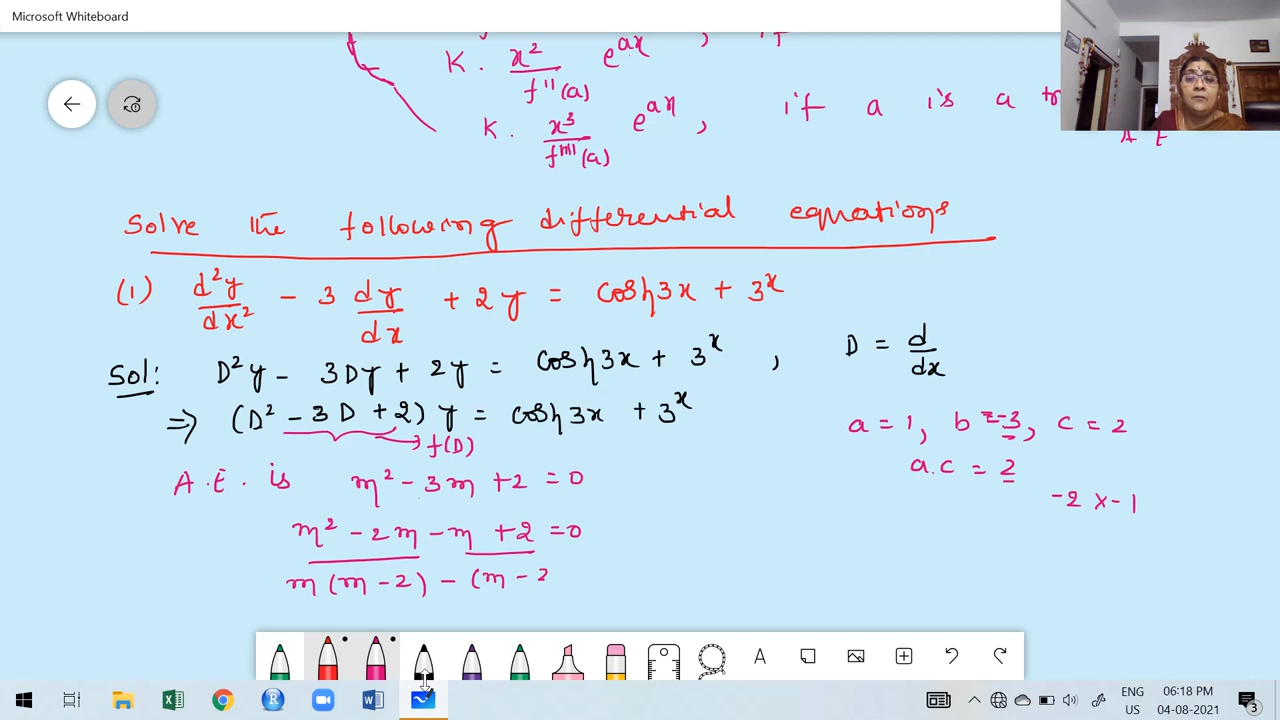 Microsoft Whiteboard
K. x²/f''(a) e^(ax), if
K. x³/f'''(a) e^(ax), if a is a
A E
Solve the following differential equations
(1) d²y/dx² - 3 dy/dx + 2y = cosh3x + 3^x
Sol: D²y - 3Dy + 2y = cosh3x + 3^x , D = d/dx
⇒ (D² - 3D + 2) y = cosh3x + 3^x
→ f(D)
a = 1, b = -3, c = 2
A.E. is m² - 3m + 2 = 0
a.c = 2
-2 x -1
m² - 2m - m + 2 = 0
m (m - 2) - (m - 2
A
ENG
US
06:18 PM
04-08-2021
3